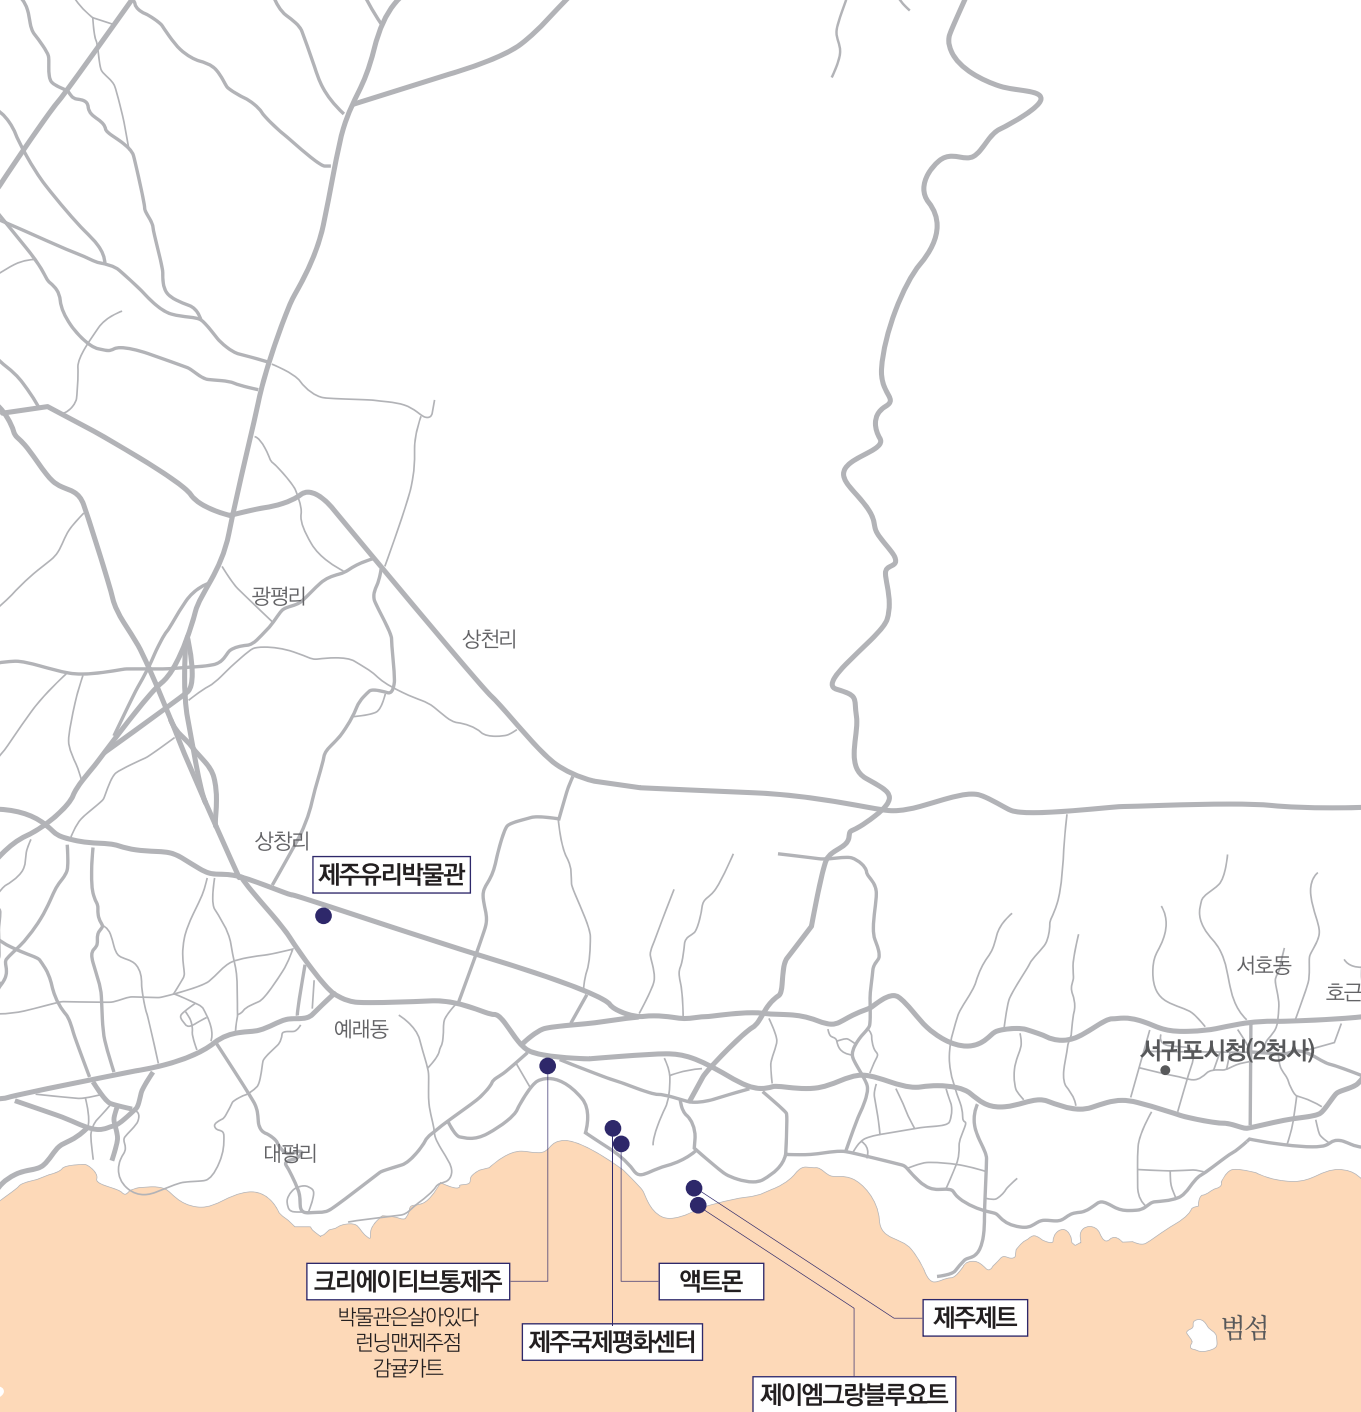 광평리
상천리
상창리
제주유리박물관
서호동
호근
예래동
서귀포시청(2청사)
대평리
크리에이티브통제주
박물관은살아있다
런닝맨제주점
감귤카트
액트몬
제주국제평화센터
제주제트
범섬
제이엠그랑블루요트